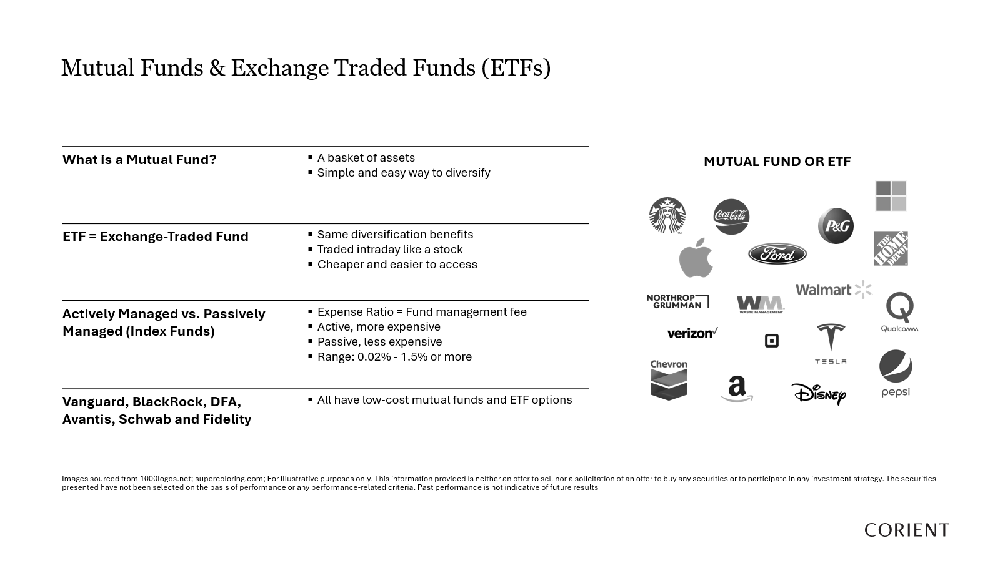 Mutual Funds & Exchange Traded Funds (ETFs)
What is a Mutual Fund?
▪ A basket of assets
▪ Simple and easy way to diversify
ETF = Exchange-Traded Fund
▪ Same diversification benefits
▪ Traded intraday like a stock
▪ Cheaper and easier to access
Actively Managed vs. Passively
Managed (Index Funds)
▪ Expense Ratio = Fund management fee
▪ Active, more expensive
▪ Passive, less expensive
▪ Range: 0.02% - 1.5% or more
Vanguard, BlackRock, DFA,
Avantis, Schwab and Fidelity
▪ All have low-cost mutual funds and ETF options
MUTUAL FUND OR ETF
TM
Coca-Cola
P&G
Ford
THE
HOME
DEPOT
Walmart
NORTHROP
GRUMMAN
WM
WASTE MANAGEMENT
Qualcomm
verizon✓
TESLA
Chevron
a
Disney
pepsi
Images sourced from 1000logos.net; supercoloring.com; For illustrative purposes only. This information provided is neither an offer to sell nor a solicitation of an offer to buy any securities or to participate in any investment strategy. The securities
presented have not been selected on the basis of performance or any performance-related criteria. Past performance is not indicative of future results
CORIENT